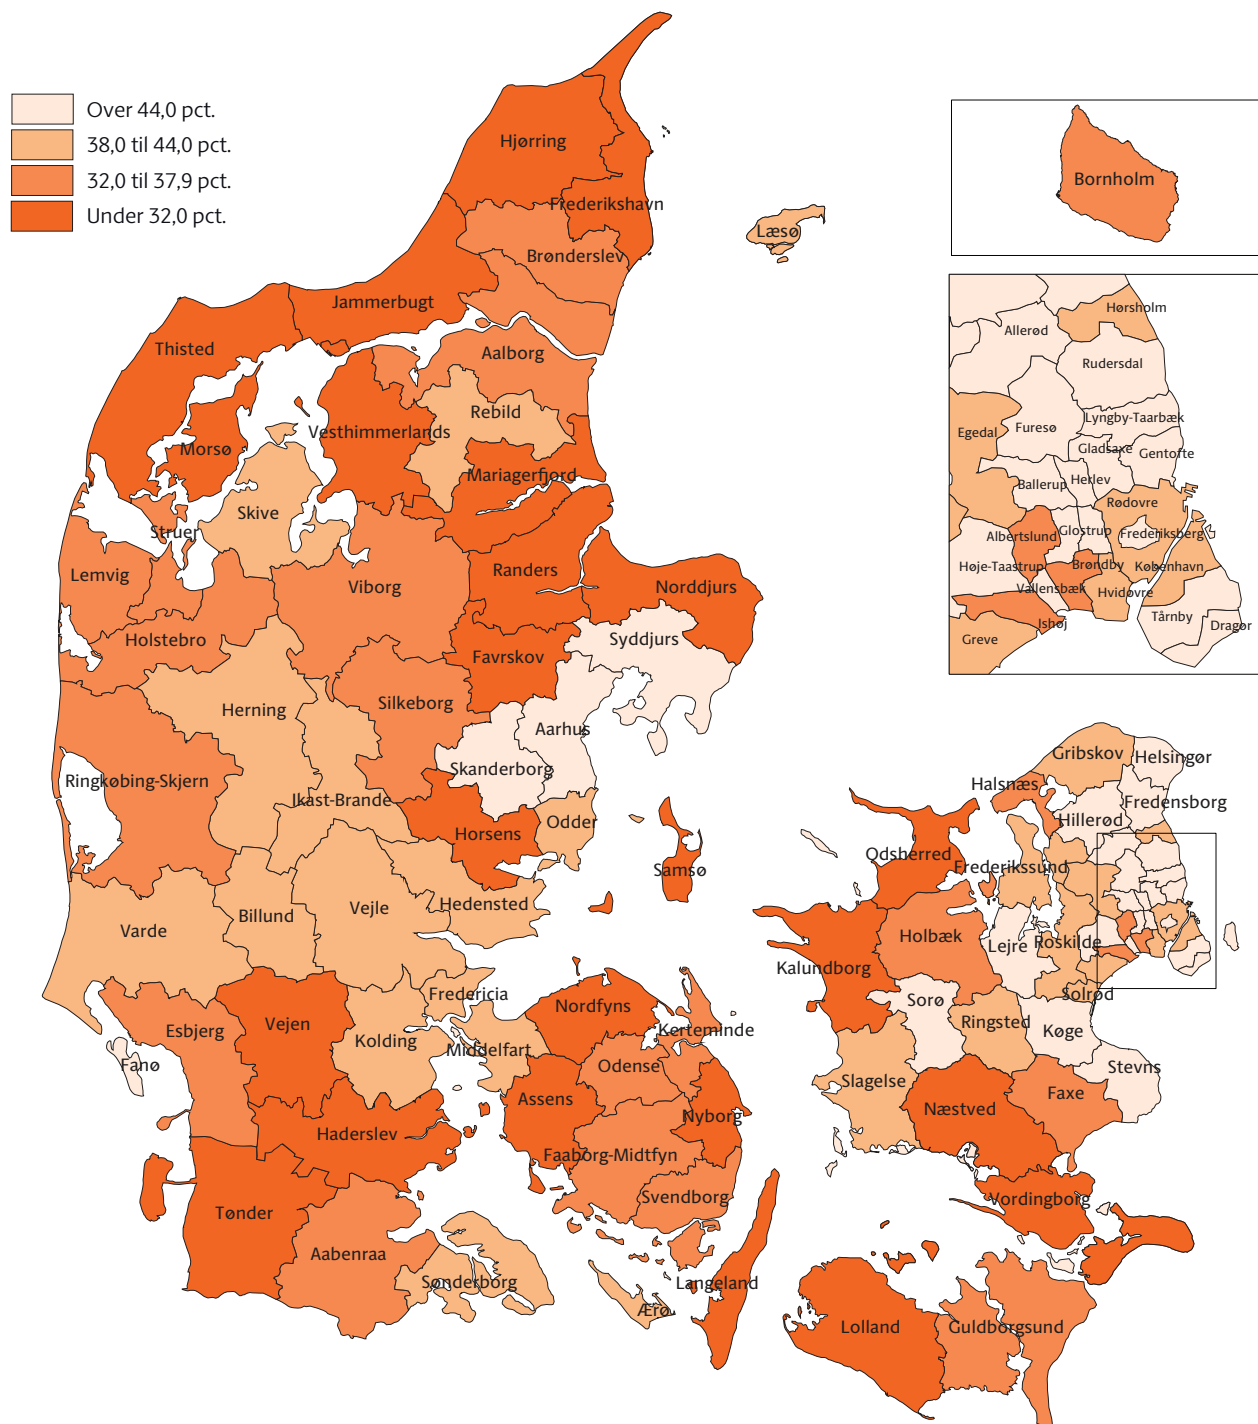 Over 44,0 pct.
38,0 til 44,0 pct.
32,0 til 37,9 pct.
Under 32,0 pct.
Hjørring
Frederikshavn
Læsø
Brønderslev
Jammerbugt
Thisted
Aalborg
Rebild
Vesthimmerlands
Morsø
Mariagerfjord
Skive
Struer
Lemvig
Viborg
Randers
Norddjurs
Holstebro
Syddjurs
Favrskov
Silkeborg
Herning
Aarhus
Skanderborg
Ringkøbing-Skjern
Ikast-Brande
Horsens
Odder
Samsø
Hedensted
Vejle
Billund
Varde
Fredericia
Vejen
Kolding
Esbjerg
Middelfart
Fanø
Nordfyns
Kerteminde
Odense
Assens
Nyborg
Haderslev
Faaborg-Midtfyn
Svendborg
Tønder
Aabenraa
Sønderborg
Langeland
Ærø
Bornholm
Hørsholm
Allerød
Rudersdal
Lyngby-Taarbæk
Egedal
Furesø
Gladsaxe
Gentofte
Ballerup
Herlev
Rødovre
Albertslund
Glostrup
Frederiksberg
Høje-Taastrup
Brøndby
København
Vallensbæk
Hvidovre
Tårnby
Dragør
Ishøj
Greve
Gribskov
Helsingør
Halsnæs
Fredensborg
Hillerød
Odsherred
Frederikssund
Holbæk
Lejre
Roskilde
Kalundborg
Solrød
Sorø
Ringsted
Køge
Stevns
Slagelse
Næstved
Faxe
Vordingborg
Lolland
Guldborgsund